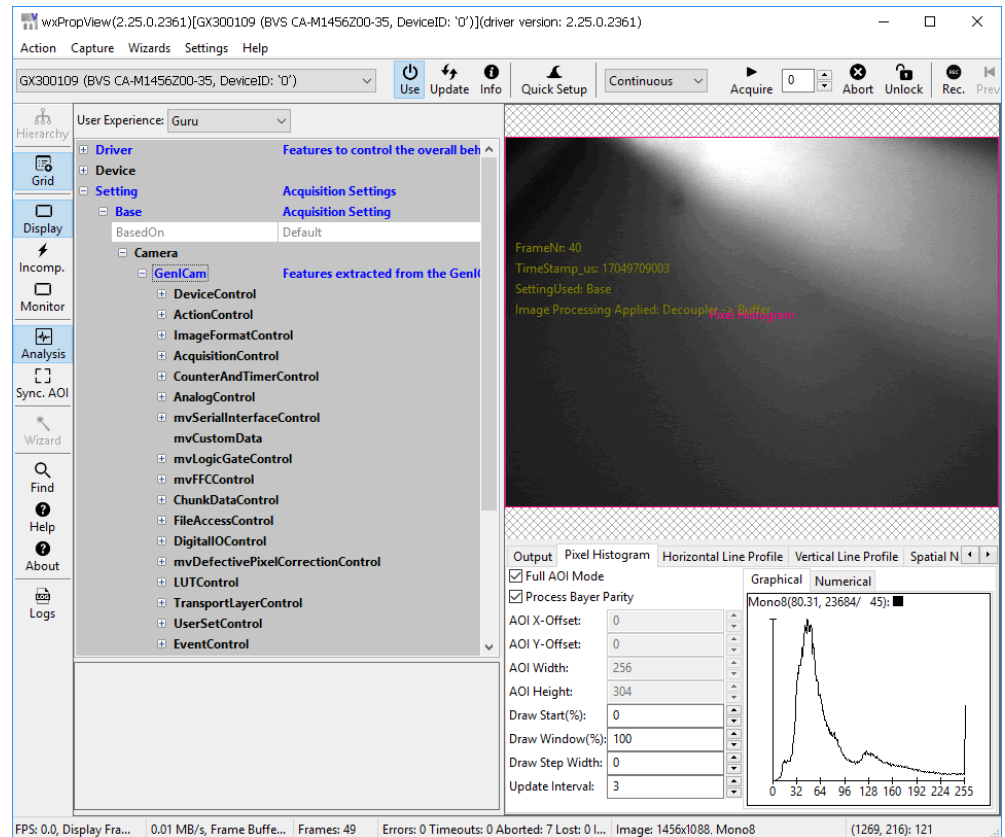 wxPropView(2.25.0.2361)[GX300109 (BVS CA-M1456Z00-35, DeviceID: `0`)](driver version: 2.25.0.2361)
Action Capture Wizards Settings Help
GX300109 (BVS CA-M1456Z00-35, DeviceID: `0`) Use Update Info Quick Setup Continuous Acquire 0 Abort Unlock REC Rec. Prev
Hierarchy
Grid
Display
Incomp.
Monitor
Analysis
Sync. AOI
Wizard
Find
Help
About
Logs
User Experience: Guru
Driver Features to control the overall beh
Device
Setting Acquisition Settings
Base Acquisition Setting
BasedOn Default
Camera
GenICam Features extracted from the GenI
DeviceControl
ActionControl
ImageFormatControl
AcquisitionControl
CounterAndTimerControl
AnalogControl
mvSerialInterfaceControl
mvCustomData
mvLogicGateControl
mvFFCControl
ChunkDataControl
FileAccessControl
DigitalIOControl
mvDefectivePixelCorrectionControl
LUTControl
TransportLayerControl
UserSetControl
EventControl
FrameNr: 40
TimeStamp_us: 17049709003
SettingUsed: Base
Image Processing Applied: Decoupler -> Buffer
Pixel Histogram
Output Pixel Histogram Horizontal Line Profile Vertical Line Profile Spatial N
Full AOI Mode
Process Bayer Parity
AOI X-Offset: 0
AOI Y-Offset: 0
AOI Width: 256
AOI Height: 304
Draw Start(%): 0
Draw Window(%): 100
Draw Step Width: 0
Update Interval: 3
Graphical Numerical
Mono8(80.31, 23684/ 45):
0 32 64 96 128 160 192 224 255
FPS: 0.0, Display Fra... 0.01 MB/s, Frame Buffe... Frames: 49 Errors: 0 Timeouts: 0 Aborted: 7 Lost: 0 I... Image: 1456x1088, Mono8 (1269, 216): 121